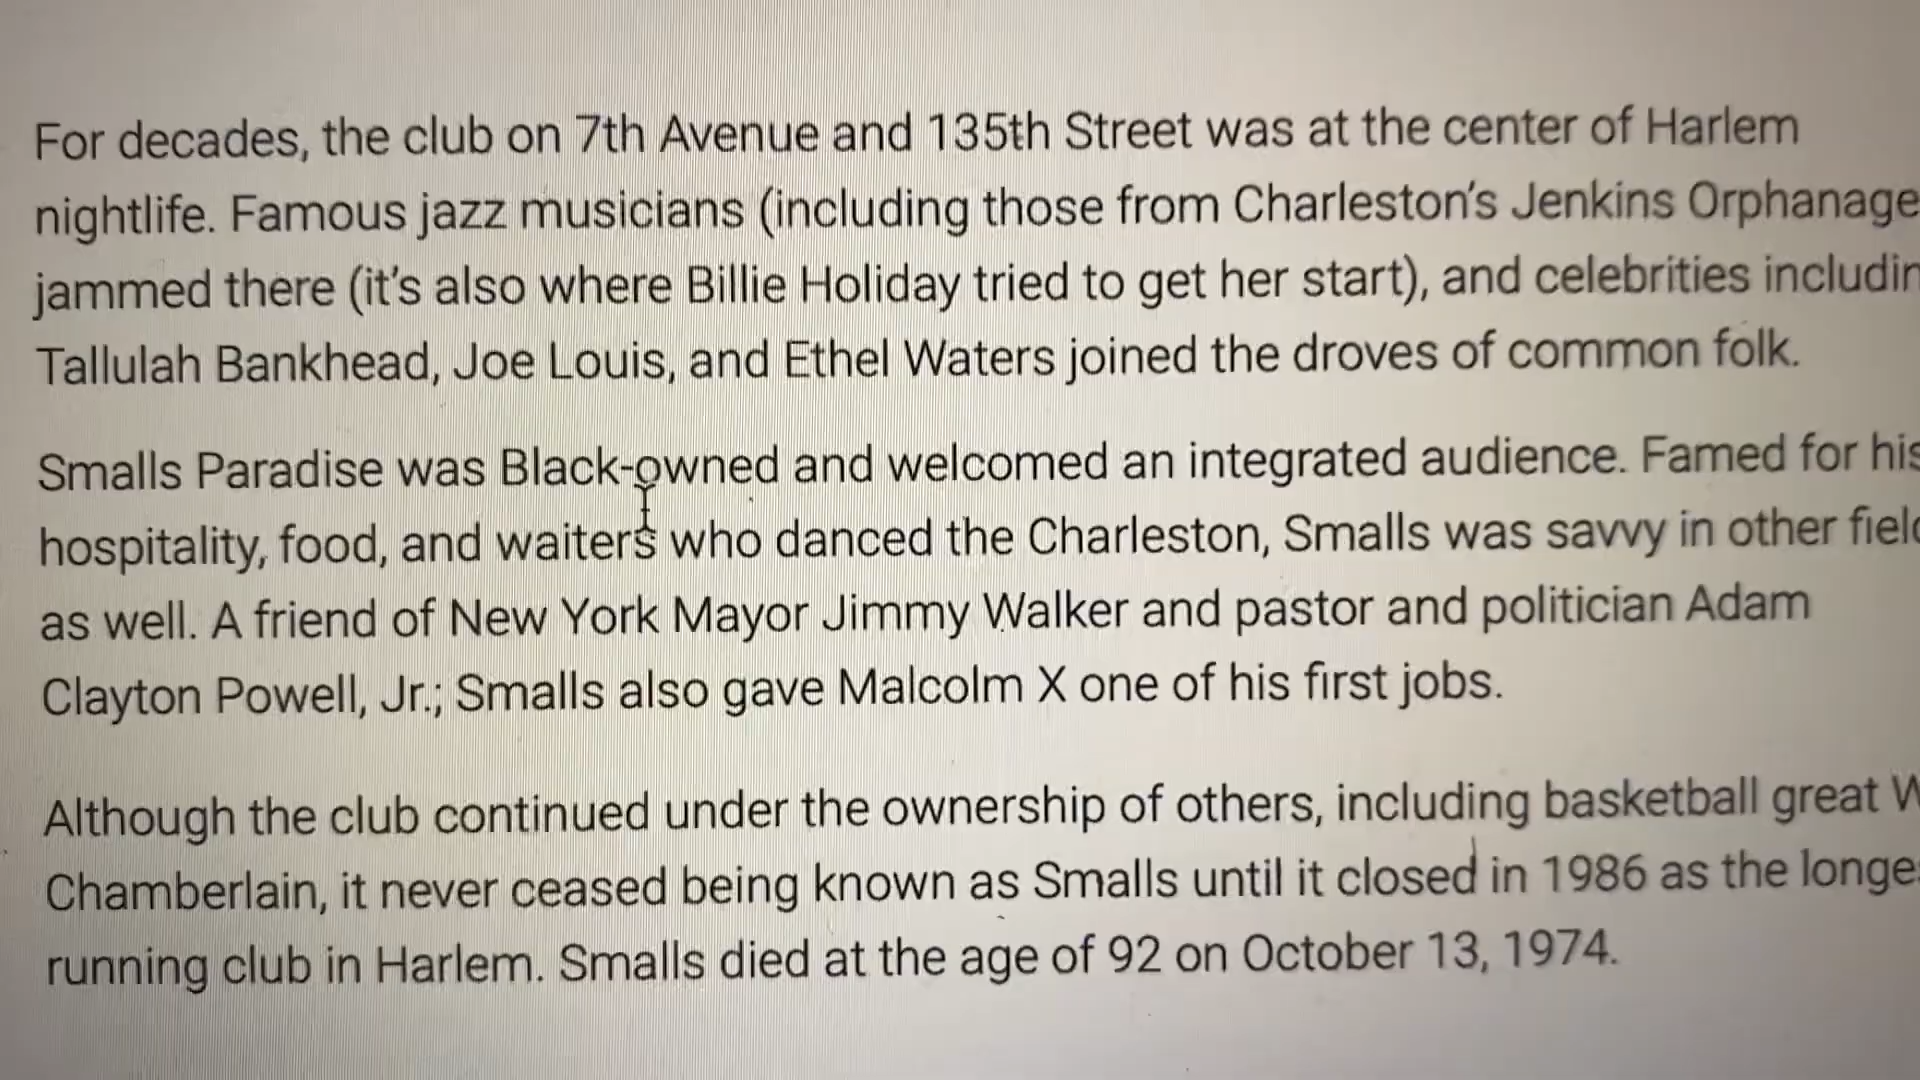 For decades, the club on 7th Avenue and 135th Street was at the center of Harlem
nightlife. Famous jazz musicians (including those from Charleston's Jenkins Orphanage
jammed there (it's also where Billie Holiday tried to get her start), and celebrities includin
Tallulah Bankhead, Joe Louis, and Ethel Waters joined the droves of common folk.
Smalls Paradise was Black-owned and welcomed an integrated audience. Famed for his
hospitality, food, and waiters who danced the Charleston, Smalls was savvy in other field
as well. A friend of New York Mayor Jimmy Walker and pastor and politician Adam
Clayton Powell, Jr.; Smalls also gave Malcolm X one of his first jobs.
Although the club continued under the ownership of others, including basketball great W
Chamberlain, it never ceased being known as Smalls until it closed in 1986 as the longes
running club in Harlem. Smalls died at the age of 92 on October 13, 1974.